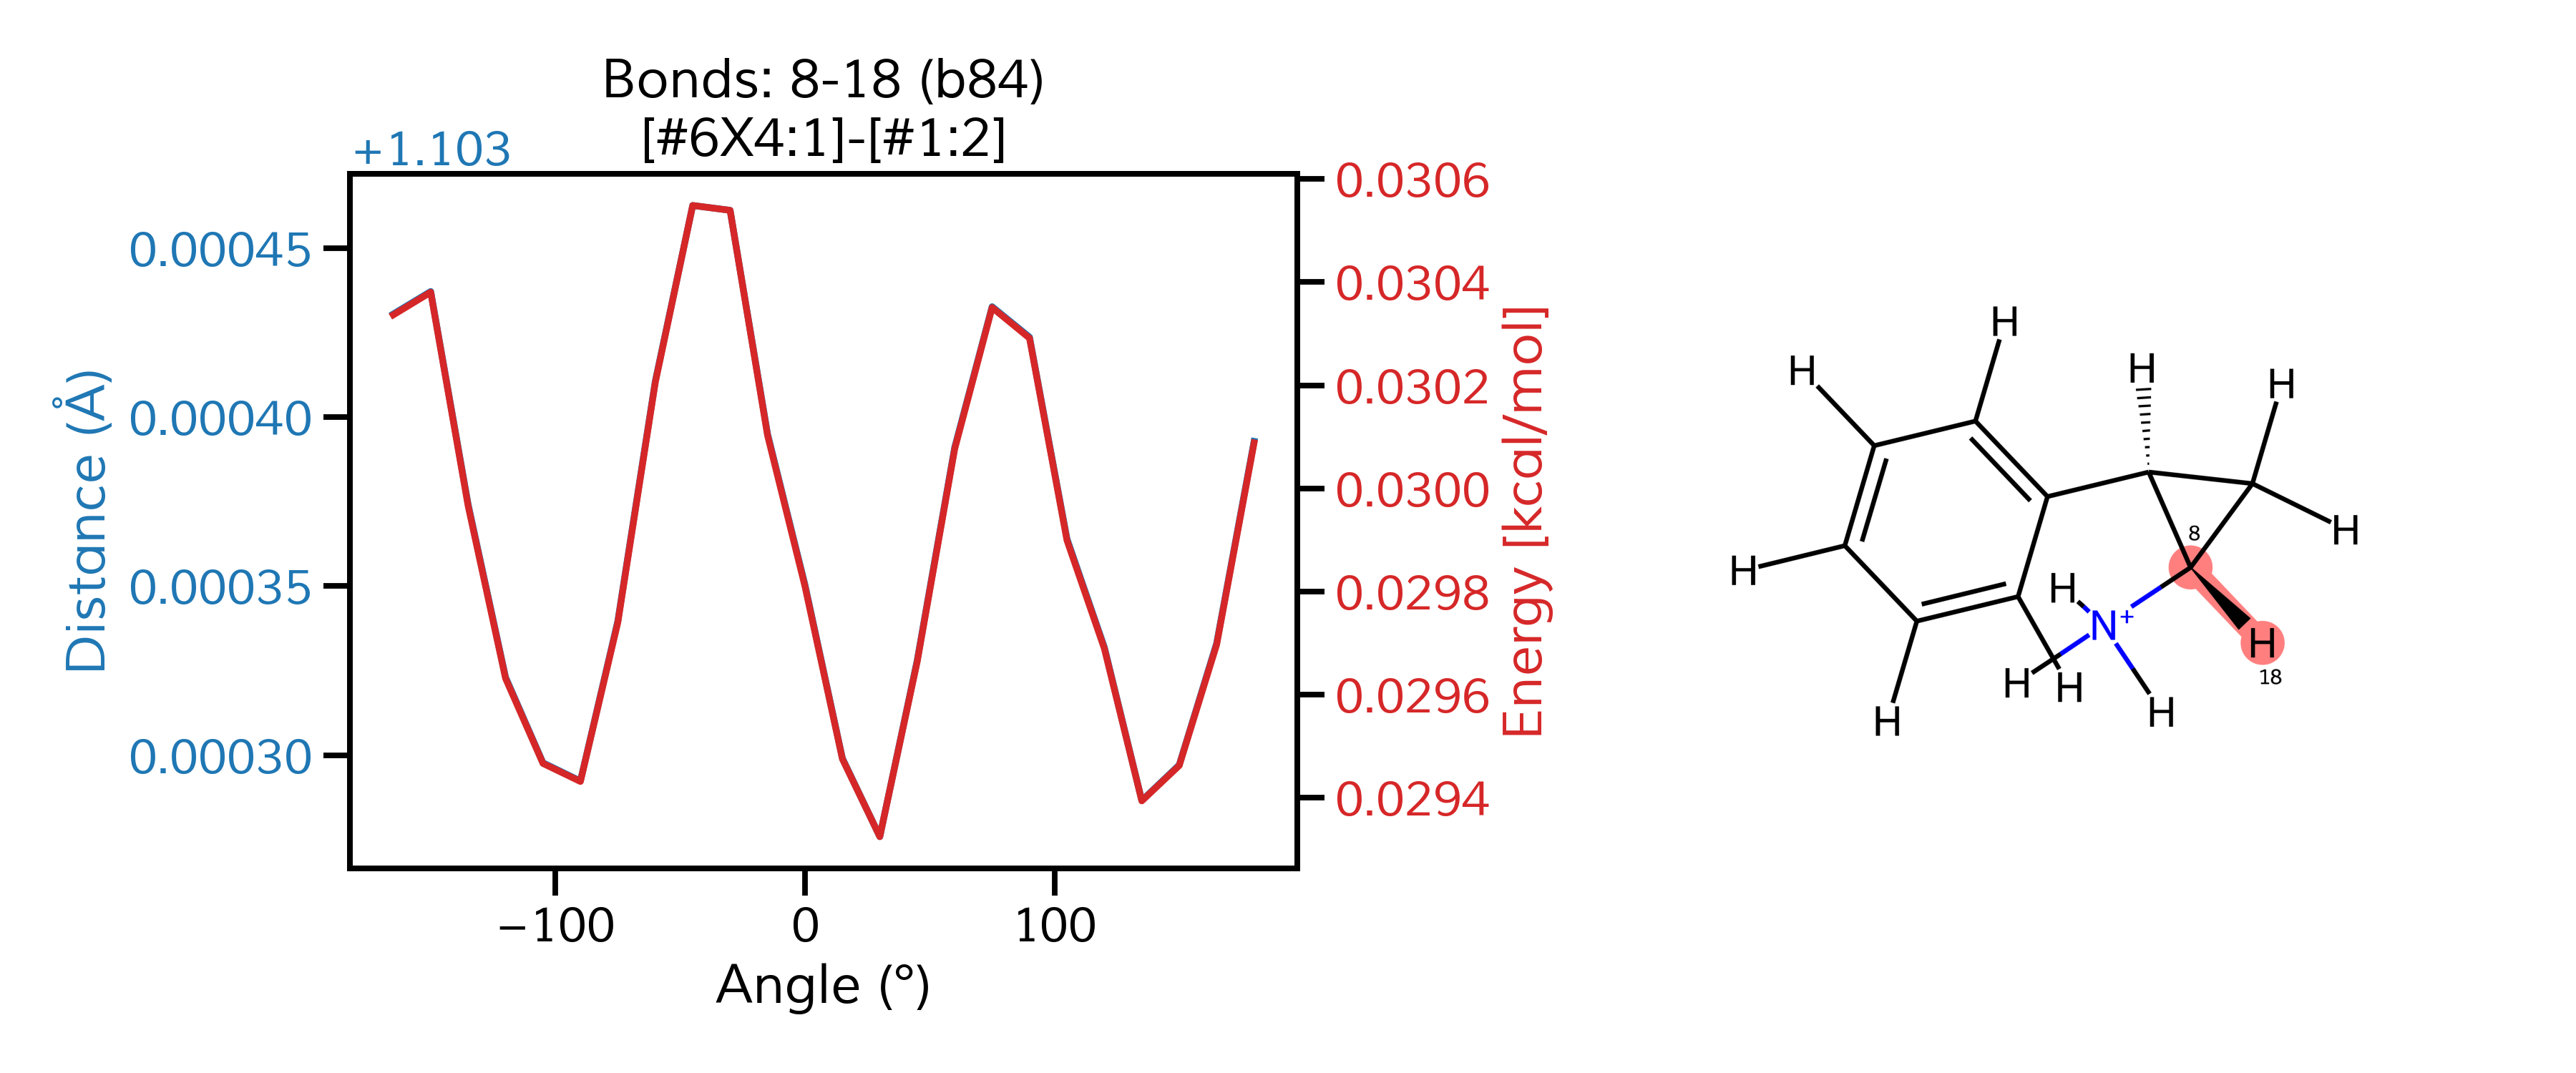 Bonds: 8-18 (b84)
[#6X4:1]-[#1:2]
+1.103
0.00045
0.00040
0.00035
0.00030
Distance (Å)
0.0306
0.0304
0.0302
0.0300
0.0298
0.0296
0.0294
Energy [kcal/mol]
−100 0 100
Angle (°)
H
H
H
H
H
H
8
H
H
N+
H
18
H
H
H
H